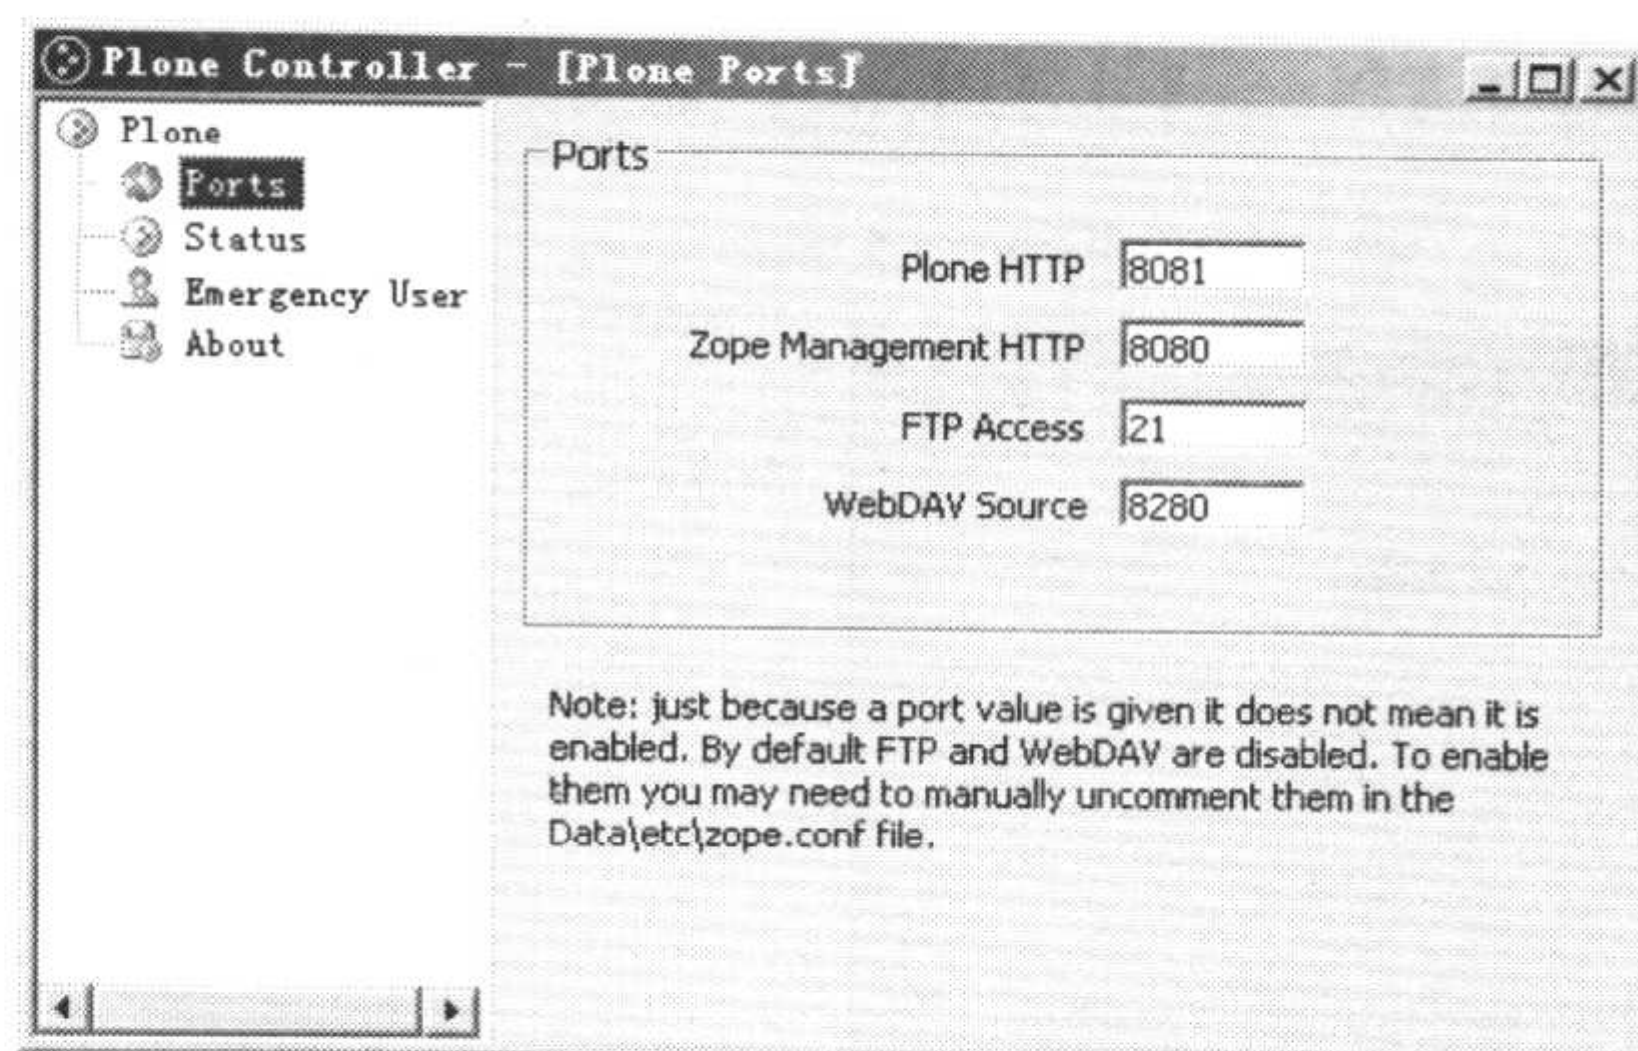 Plone Controller - [Plone Ports]
Plone
Ports
Status
Emergency User
About
Ports
Plone HTTP 8081
Zope Management HTTP 8080
FTP Access 21
WebDAV Source 8280
Note: just because a port value is given it does not mean it is
enabled. By default FTP and WebDAV are disabled. To enable
them you may need to manually uncomment them in the
Data\etc\zope.conf file.